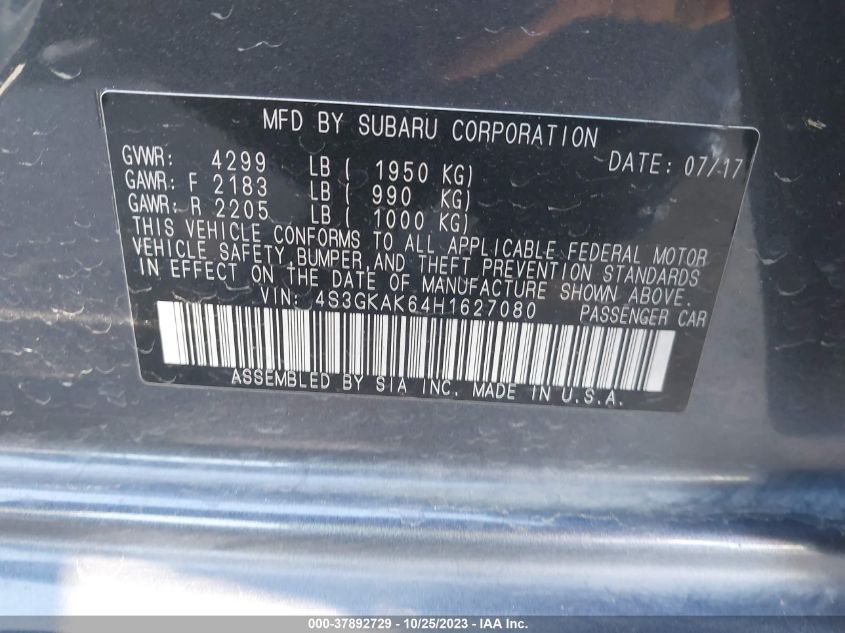 MFD BY SUBARU CORPORATION
GVWR: 4299 LB ( 1950 KG) DATE: 07/17
GAWR: F 2183 LB ( 990 KG)
GAWR: R 2205 LB ( 1000 KG)
THIS VEHICLE CONFORMS TO ALL APPLICABLE FEDERAL MOTOR
VEHICLE SAFETY, BUMPER, AND THEFT PREVENTION STANDARDS
IN EFFECT ON THE DATE OF MANUFACTURE SHOWN ABOVE.
VIN: 4S3GKAK64H1627080 PASSENGER CAR
ASSEMBLED BY SIA INC. MADE IN U.S.A.
000-37892729 - 10/25/2023 - IAA Inc.